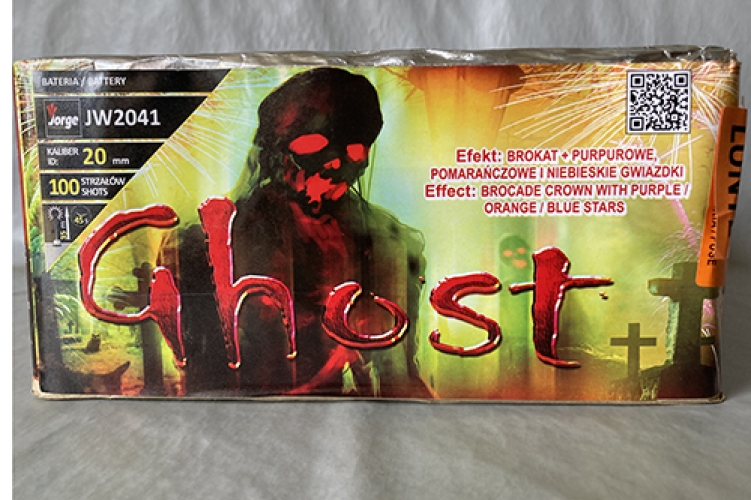 BATERIA / BATTERY
Jorge JW2041
KALIBER
ID: 20 mm
100 STRZAŁÓW
SHOTS
45 s
Efekt: BROKAT + PURPUROWE,
POMARAŃCZOWE I NIEBIESKIE GWIAZDKI
Effect: BROCADE CROWN WITH PURPLE /
ORANGE / BLUE STARS
Ghost